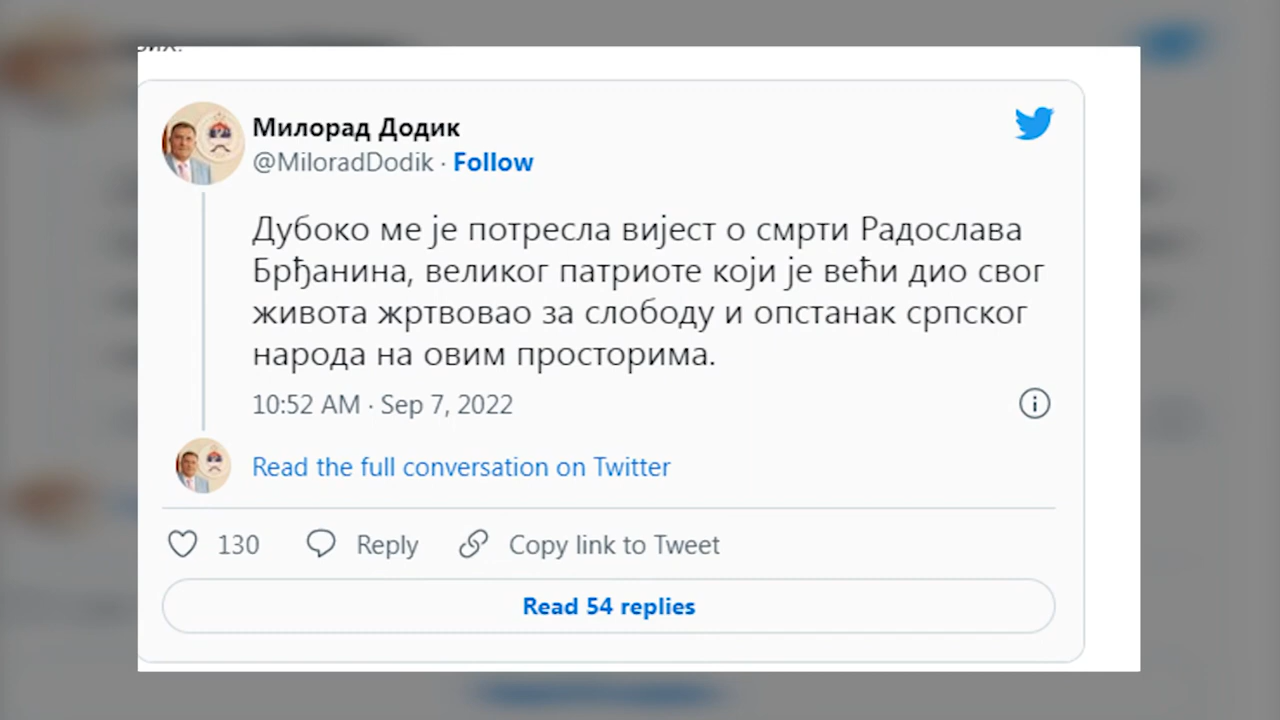 Милорад Додик
@MiloradDodik · Follow
Дубоко ме је потресла вијест о смрти Радослава
Брђанина, великог патриоте који је већи дио свог
живота жртвовао за слободу и опстанак српског
народа на овим просторима.
10:52 AM · Sep 7, 2022
Read the full conversation on Twitter
130 Reply Copy link to Tweet
Read 54 replies